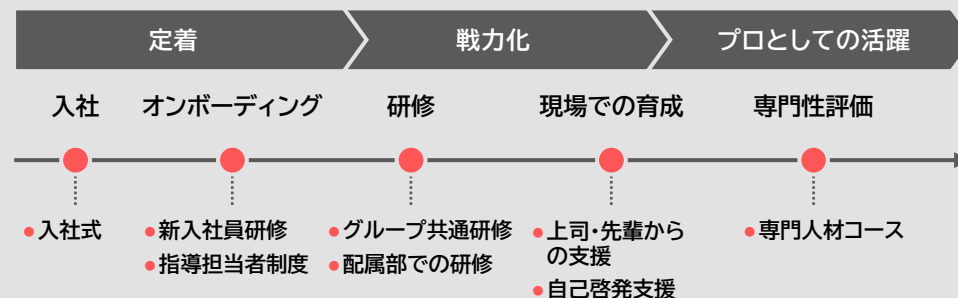 定着
戦力化
プロとしての活躍
入社
オンボーディング
研修
現場での育成
専門性評価
●入社式
●新入社員研修
●指導担当者制度
●グループ共通研修
●配属部での研修
●上司・先輩から
の支援
●自己啓発支援
●専門人材コース